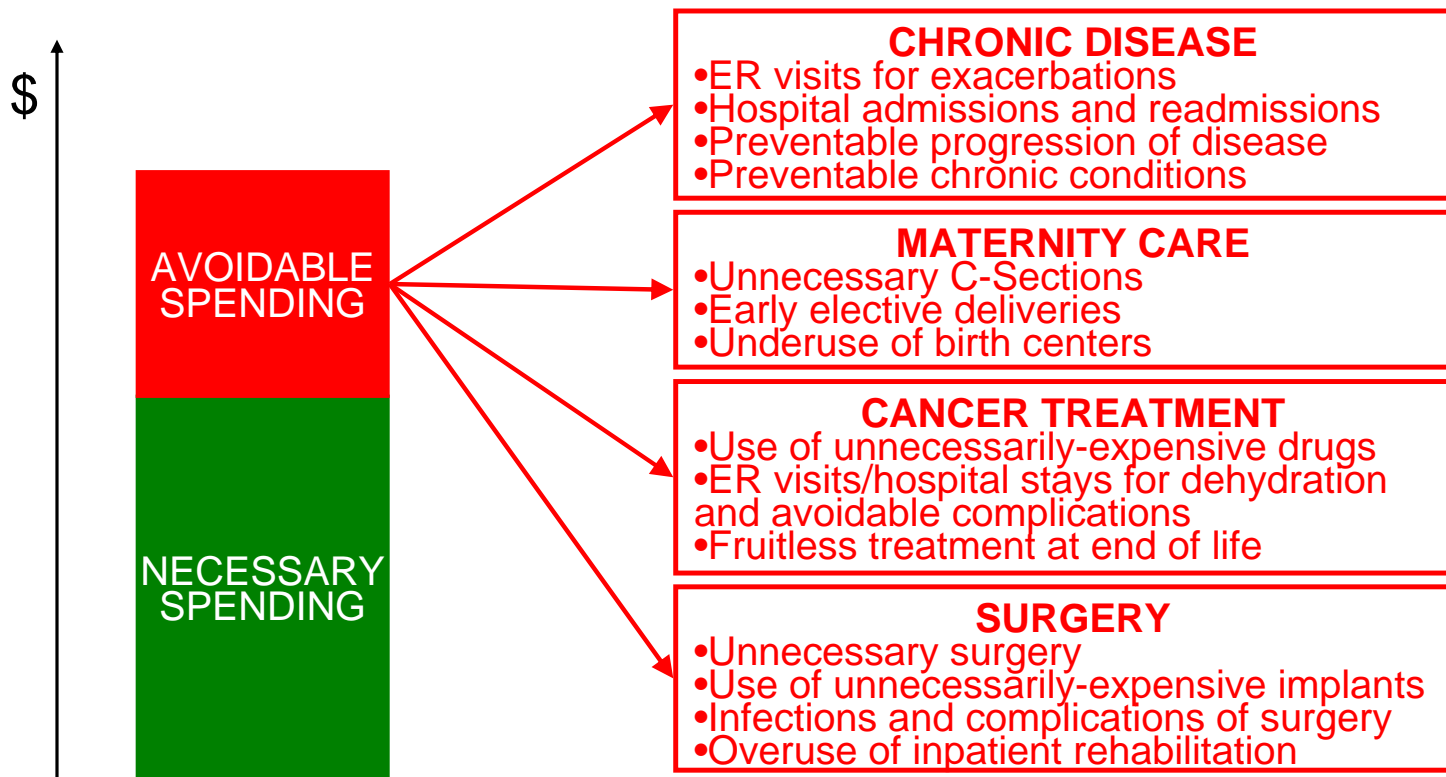 $
AVOIDABLE
SPENDING
NECESSARY
SPENDING
CHRONIC DISEASE
•ER visits for exacerbations
•Hospital admissions and readmissions
•Preventable progression of disease
•Preventable chronic conditions
MATERNITY CARE
•Unnecessary C-Sections
•Early elective deliveries
•Underuse of birth centers
CANCER TREATMENT
•Use of unnecessarily-expensive drugs
•ER visits/hospital stays for dehydration
and avoidable complications
•Fruitless treatment at end of life
SURGERY
•Unnecessary surgery
•Use of unnecessarily-expensive implants
•Infections and complications of surgery
•Overuse of inpatient rehabilitation